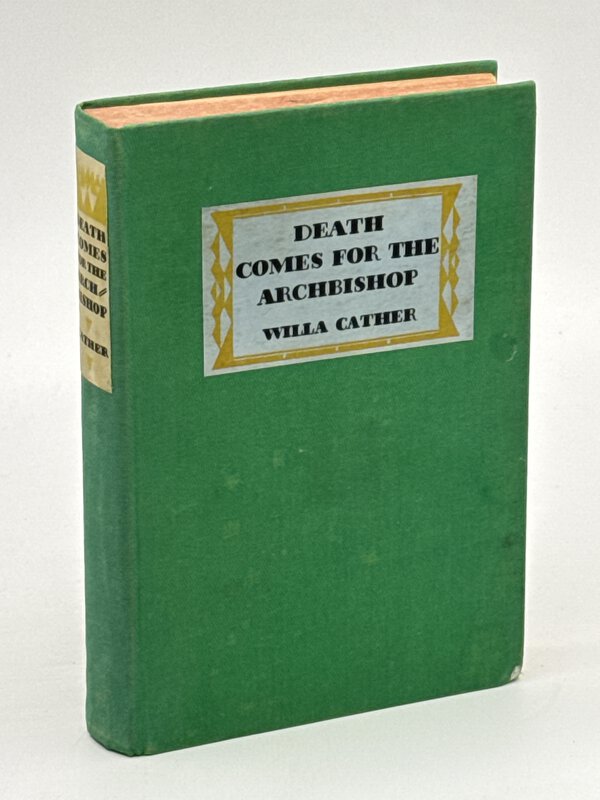 DEATH
COMES FOR THE
ARCHBISHOP
WILLA CATHER
DEATH
COMES
FOR THE
ARCH//
BISHOP
CATHER